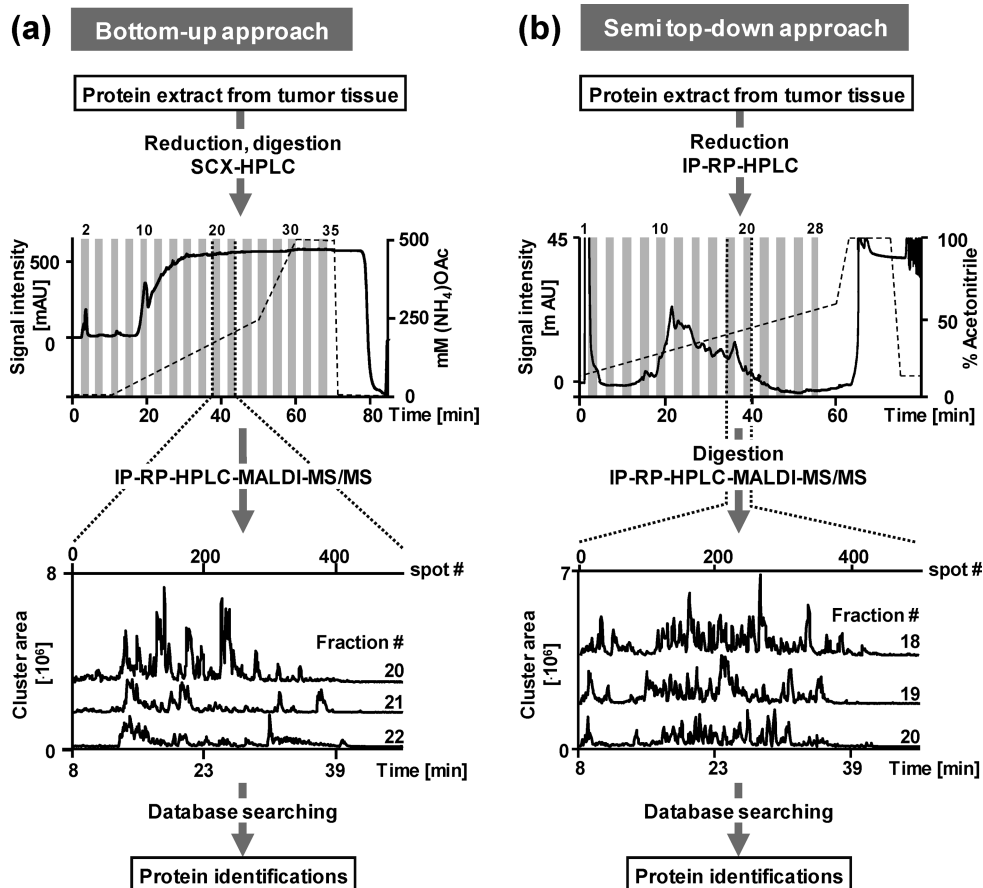 (a) Bottom-up approach
Protein extract from tumor tissue
Reduction, digestion
SCX-HPLC
2 10 20 30 35
Signal intensity
[mAU]
500
0
500
250
0
mM (NH₄)OAc
0 20 40 60 80 Time [min]
IP-RP-HPLC-MALDI-MS/MS
0 200 400
spot #
8
0
Cluster area
[·10⁶]
Fraction #
20
21
22
8 23 39 Time [min]
Database searching
Protein identifications
(b) Semi top-down approach
Protein extract from tumor tissue
Reduction
IP-RP-HPLC
1 10 20 28
Signal intensity
[m AU]
45
0
100
50
0
% Acetonitrile
0 20 40 60 Time [min]
Digestion
IP-RP-HPLC-MALDI-MS/MS
0 200 400
spot #
7
0
Cluster area
[·10⁶]
Fraction #
18
19
20
8 23 39 Time [min]
Database searching
Protein identifications